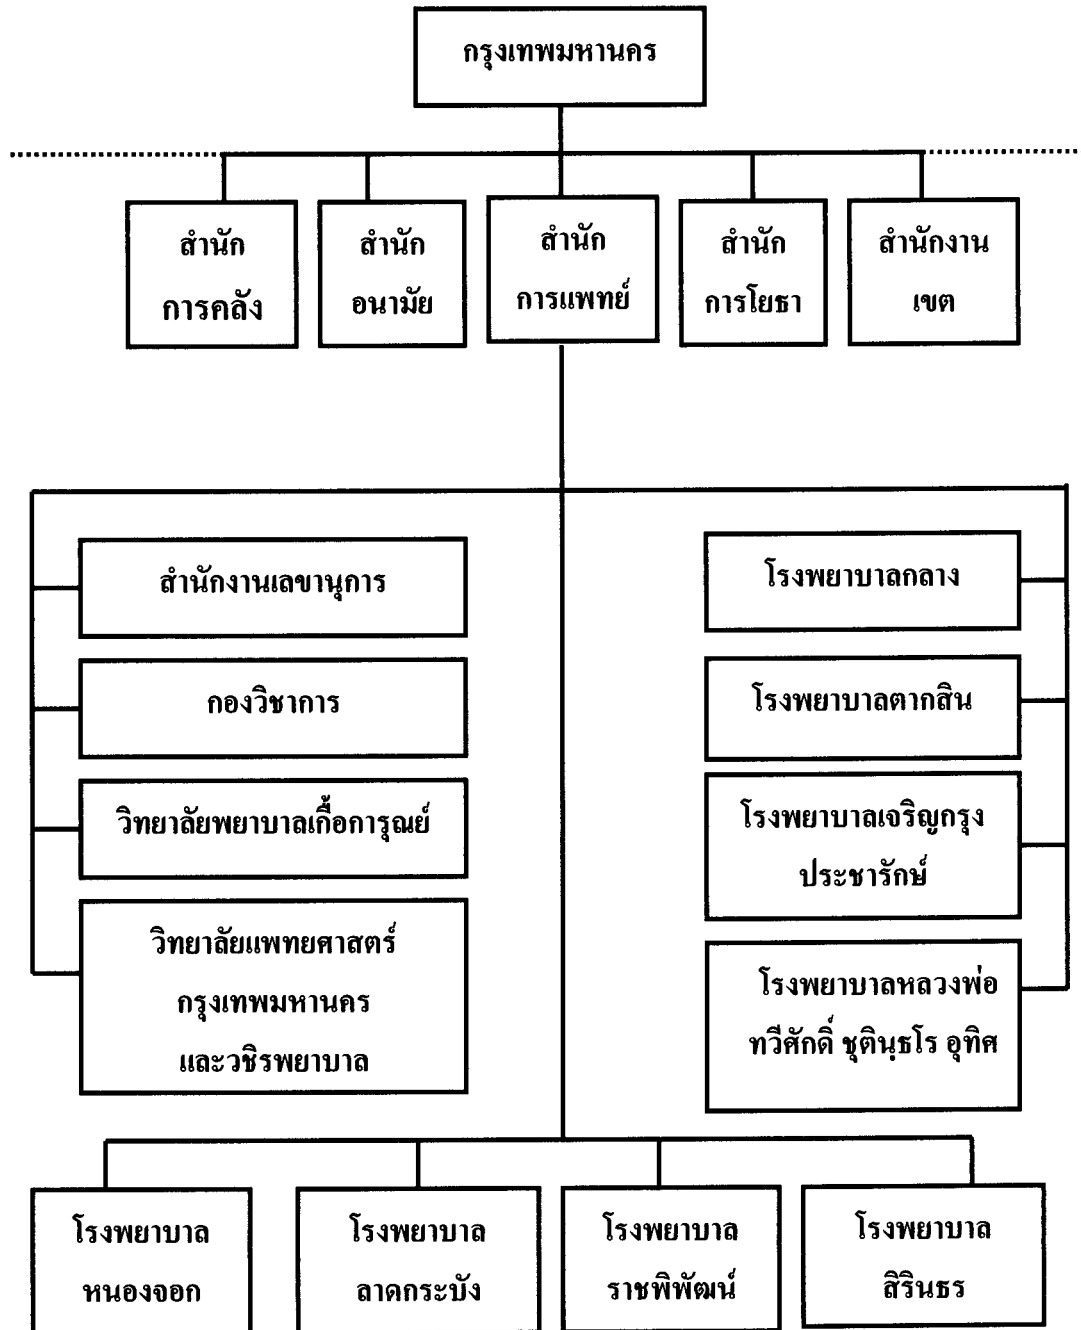 กรุงเทพมหานคร
สำนัก
การคลัง
สำนัก
อนามัย
สำนัก
การแพทย์
สำนัก
การโยธา
สำนักงาน
เขต
สำนักงานเลขานุการ
กองวิชาการ
วิทยาลัยพยาบาลเกื้อการุณย์
วิทยาลัยแพทยศาสตร์
กรุงเทพมหานคร
และวชิรพยาบาล
โรงพยาบาลกลาง
โรงพยาบาลตากสิน
โรงพยาบาลเจริญกรุง
ประชารักษ์
โรงพยาบาลหลวงพ่อ
ทวีศักดิ์ ชุตินฺธโร อุทิศ
โรงพยาบาล
หนองจอก
โรงพยาบาล
ลาดกระบัง
โรงพยาบาล
ราชพิพัฒน์
โรงพยาบาล
สิรินธร